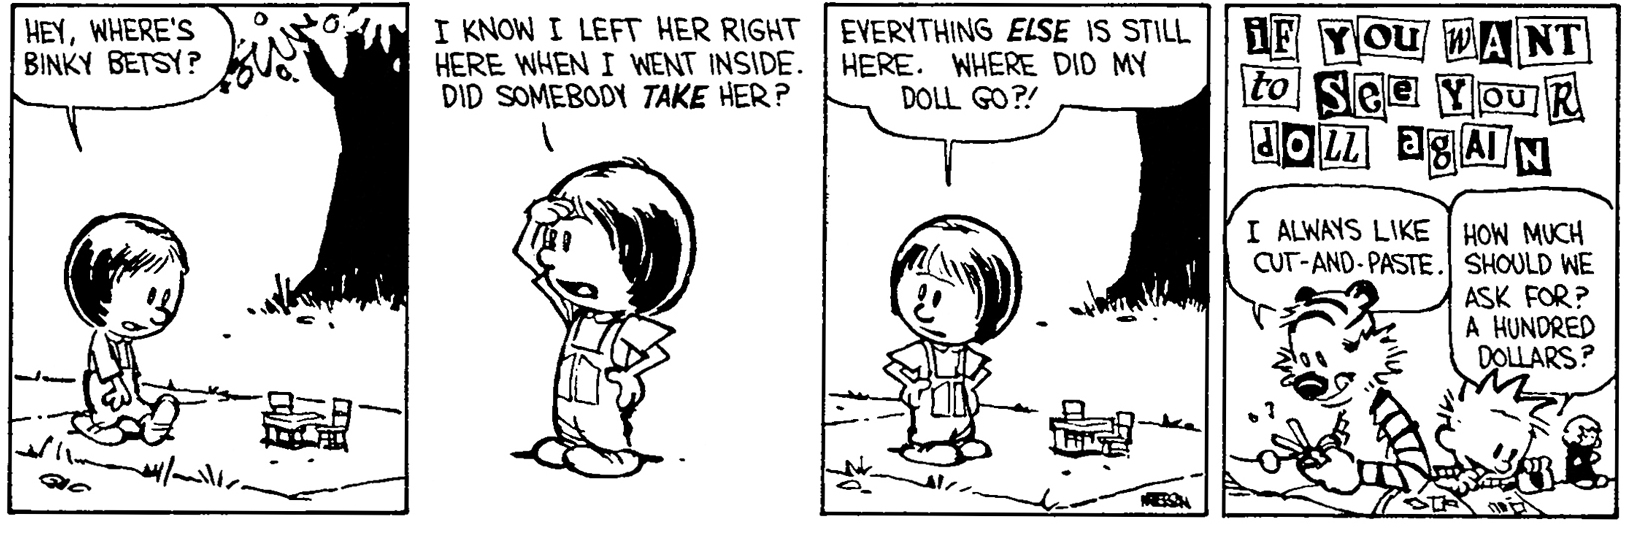 HEY, WHERE'S
BINKY BETSY?
I KNOW I LEFT HER RIGHT
HERE WHEN I WENT INSIDE.
DID SOMEBODY TAKE HER?
EVERYTHING ELSE IS STILL
HERE. WHERE DID MY
DOLL GO?!
iF YOU wANT
to SeeYOUR
dOll agAIN
I ALWAYS LIKE
CUT-AND-PASTE.
HOW MUCH
SHOULD WE
ASK FOR?
A HUNDRED
DOLLARS?